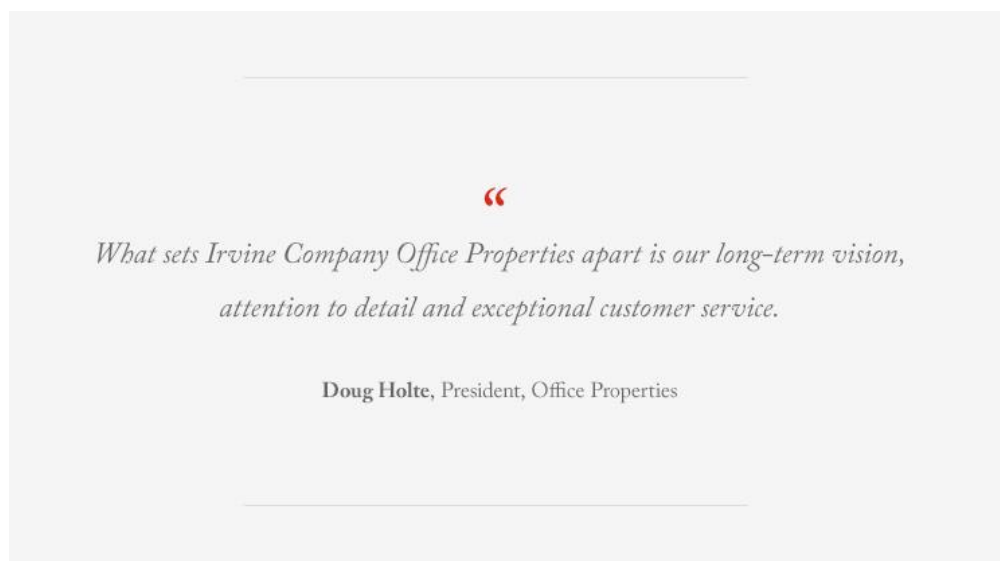 “
What sets Irvine Company Office Properties apart is our long-term vision,
attention to detail and exceptional customer service.
Doug Holte, President, Office Properties